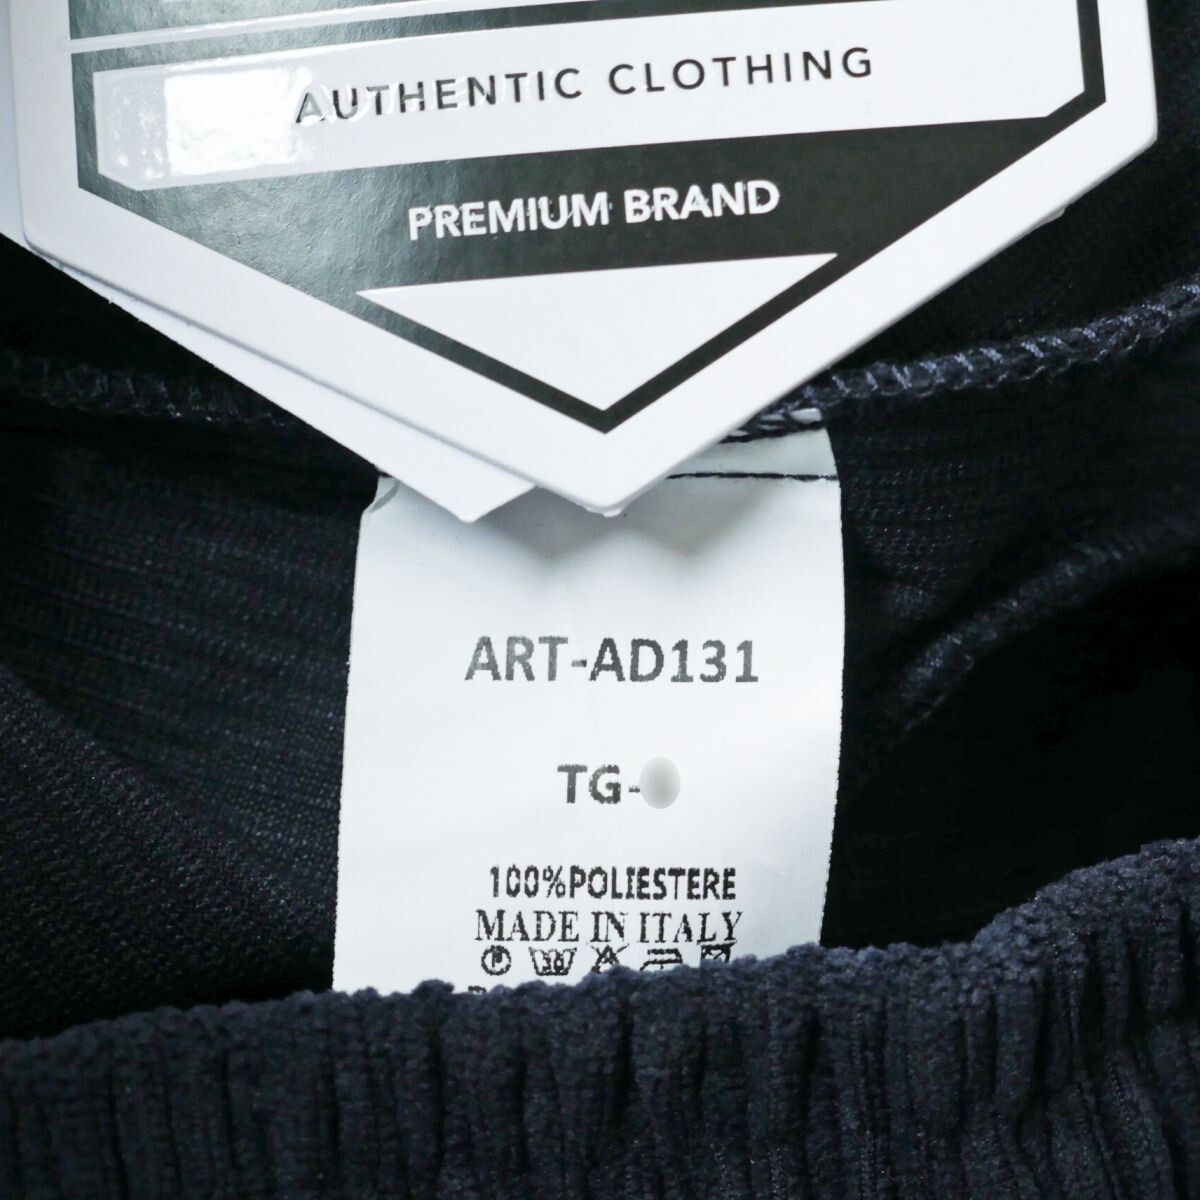 AUTHENTIC CLOTHING
PREMIUM BRAND
ART-AD131
TG-
100%POLIESTERE
MADE IN ITALY